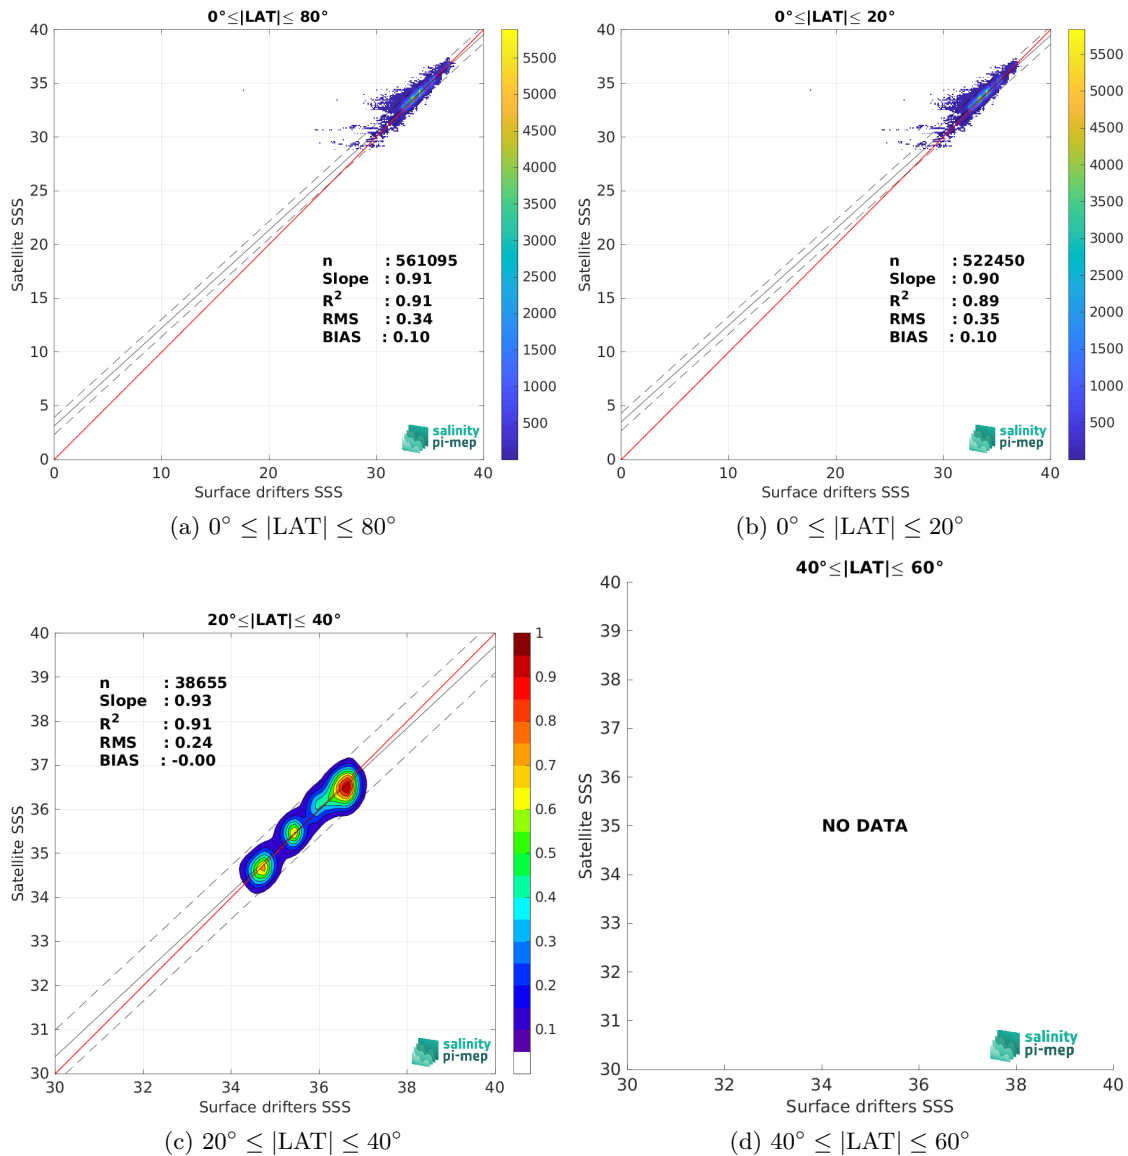 0°≤|LAT|≤ 80°
40
35
30
25
20
15
10
5
0
Satellite SSS
n : 561095
Slope : 0.91
R² : 0.91
RMS : 0.34
BIAS : 0.10
salinity
pi-mep
0 10 20 30 40
Surface drifters SSS
5500
5000
4500
4000
3500
3000
2500
2000
1500
1000
500
(a) 0° ≤ |LAT| ≤ 80°
0°≤|LAT|≤ 20°
40
35
30
25
20
15
10
5
0
Satellite SSS
n : 522450
Slope : 0.90
R² : 0.89
RMS : 0.35
BIAS : 0.10
salinity
pi-mep
0 10 20 30 40
Surface drifters SSS
5500
5000
4500
4000
3500
3000
2500
2000
1500
1000
500
(b) 0° ≤ |LAT| ≤ 20°
20°≤|LAT|≤ 40°
40
39
38
37
36
35
34
33
32
31
30
Satellite SSS
n : 38655
Slope : 0.93
R² : 0.91
RMS : 0.24
BIAS : -0.00
salinity
pi-mep
30 32 34 36 38 40
Surface drifters SSS
1
0.9
0.8
0.7
0.6
0.5
0.4
0.3
0.2
0.1
(c) 20° ≤ |LAT| ≤ 40°
40°≤|LAT|≤ 60°
40
39
38
37
36
35
34
33
32
31
30
Satellite SSS
NO DATA
salinity
pi-mep
30 32 34 36 38 40
Surface drifters SSS
(d) 40° ≤ |LAT| ≤ 60°